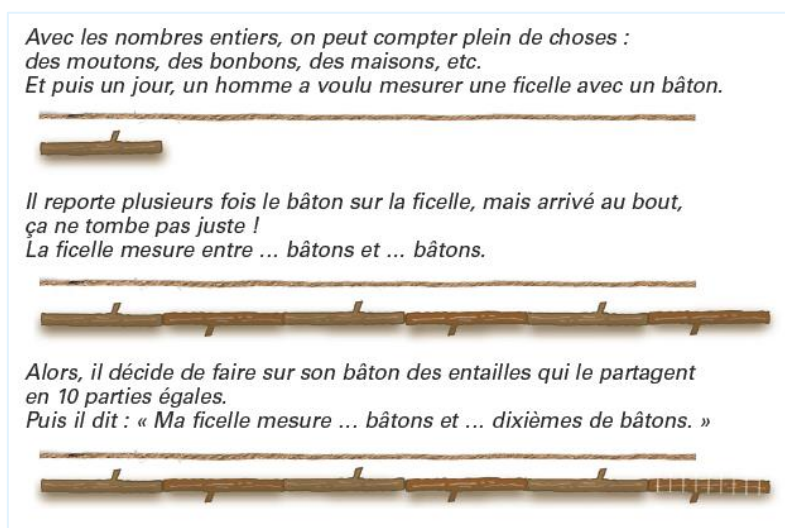 Avec les nombres entiers, on peut compter plein de choses :
des moutons, des bonbons, des maisons, etc.
Et puis un jour, un homme a voulu mesurer une ficelle avec un bâton.
Il reporte plusieurs fois le bâton sur la ficelle, mais arrivé au bout,
ça ne tombe pas juste !
La ficelle mesure entre ... bâtons et ... bâtons.
Alors, il décide de faire sur son bâton des entailles qui le partagent
en 10 parties égales.
Puis il dit : « Ma ficelle mesure ... bâtons et ... dixièmes de bâtons. »